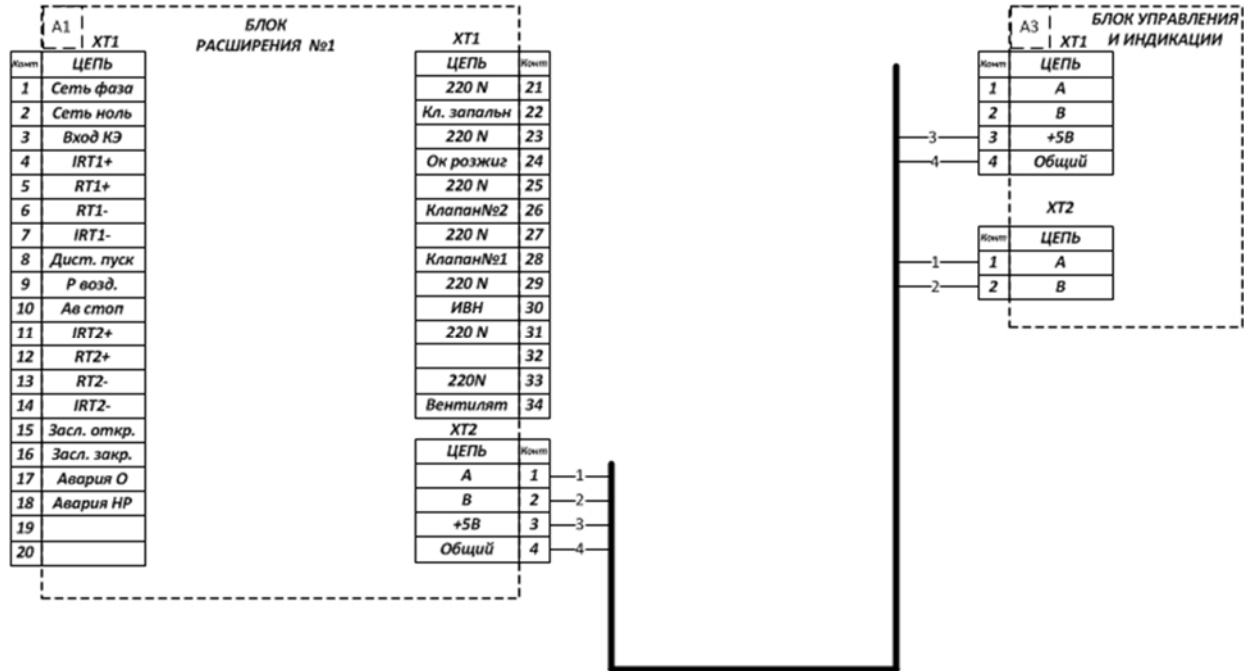 А1
БЛОК
РАСШИРЕНИЯ №1
XT1
Конт ЦЕПЬ
1 Сеть фаза
2 Сеть ноль
3 Вход КЭ
4 IRT1+
5 RT1+
6 RT1-
7 IRT1-
8 Дист. пуск
9 Р возд.
10 Ав стоп
11 IRT2+
12 RT2+
13 RT2-
14 IRT2-
15 Засл. откр.
16 Засл. закр.
17 Авария О
18 Авария НР
19
20
XT1
ЦЕПЬ Конт
220 N 21
Кл. запальн 22
220 N 23
Ок розжиг 24
220 N 25
Клапан№2 26
220 N 27
Клапан№1 28
220 N 29
ИВН 30
220 N 31
32
220N 33
Вентилят 34
XT2
ЦЕПЬ Конт
А 1 1
В 2 2
+5В 3 3
Общий 4 4
А3
БЛОК УПРАВЛЕНИЯ
И ИНДИКАЦИИ
XT1
Конт ЦЕПЬ
1 А
2 В
3 3 +5В
4 4 Общий
XT2
Конт ЦЕПЬ
1 1 А
2 2 В